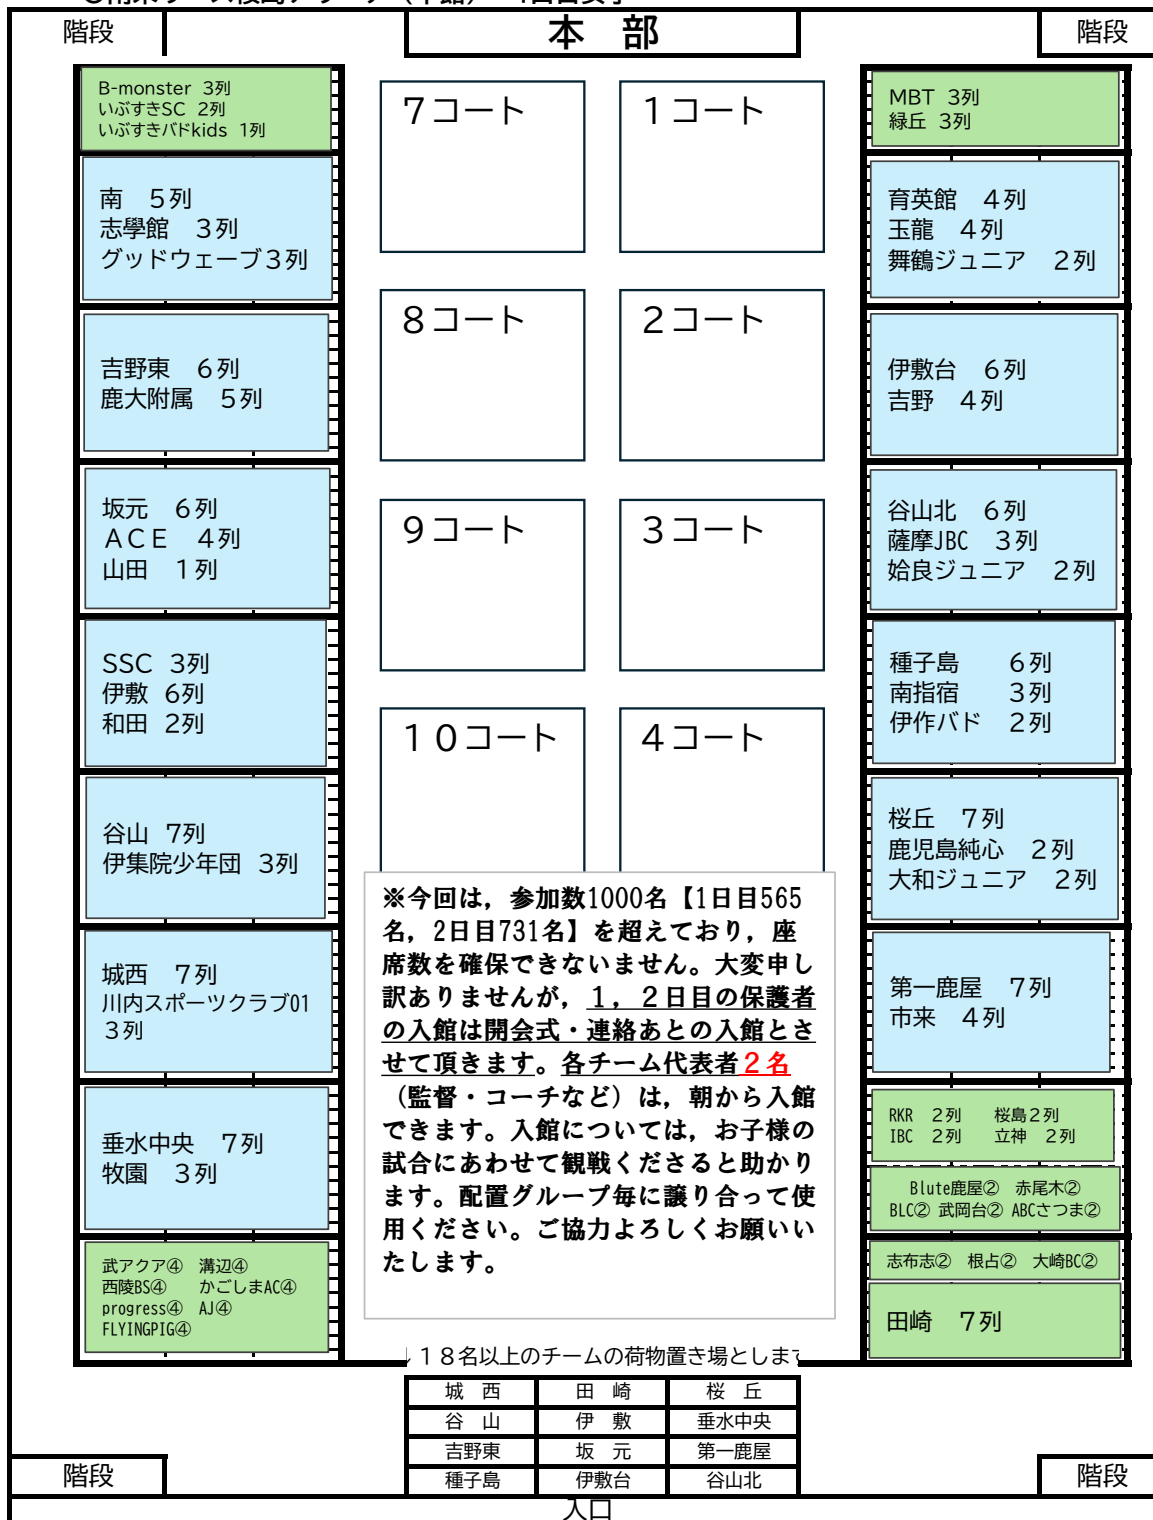 階段
本　部
階段
B-monster 3列
いぶすきSC 2列
いぶすきバドkids 1列
南　5列
志學館　3列
グッドウェーブ3列
吉野東　6列
鹿大附属　5列
坂元　6列
ＡＣＥ　4列
山田　1列
SSC 3列
伊敷 6列
和田 2列
谷山 7列
伊集院少年団 3列
城西　7列
川内スポーツクラブ01
3列
垂水中央　7列
牧園　3列
武アクア④　溝辺④
西陵BS④　かごしまAC④
progress④　AJ④
FLYINGPIG④
7コート
1コート
8コート
2コート
9コート
3コート
10コート
4コート
※今回は，参加数1000名【1日目565
名，2日目731名】を超えており，座
席数を確保できないません。大変申し
訳ありませんが，１，２日目の保護者
の入館は開会式・連絡あとの入館とさ
せて頂きます。各チーム代表者２名
（監督・コーチなど）は，朝から入館
できます。入館については，お子様の
試合にあわせて観戦くださると助かり
ます。配置グループ毎に譲り合って使
用ください。ご協力よろしくお願いい
たします。
MBT 3列
緑丘 3列
育英館　4列
玉龍　4列
舞鶴ジュニア　2列
伊敷台　6列
吉野　4列
谷山北　6列
薩摩JBC　3列
姶良ジュニア　2列
種子島　　6列
南指宿　　3列
伊作バド　2列
桜丘　7列
鹿児島純心　2列
大和ジュニア　2列
第一鹿屋　7列
市来　4列
RKR　2列　　桜島2列
IBC　2列　　立神　2列
Blute鹿屋②　赤尾木②
BLC② 武岡台② ABCさつま②
志布志②　根占②　大崎BC②
田崎　7列
１８名以上のチームの荷物置き場とします
城　西　田　崎　桜　丘
谷　山　伊　敷　垂水中央
吉野東　坂　元　第一鹿屋
種子島　伊敷台　谷山北
階段
階段
入口